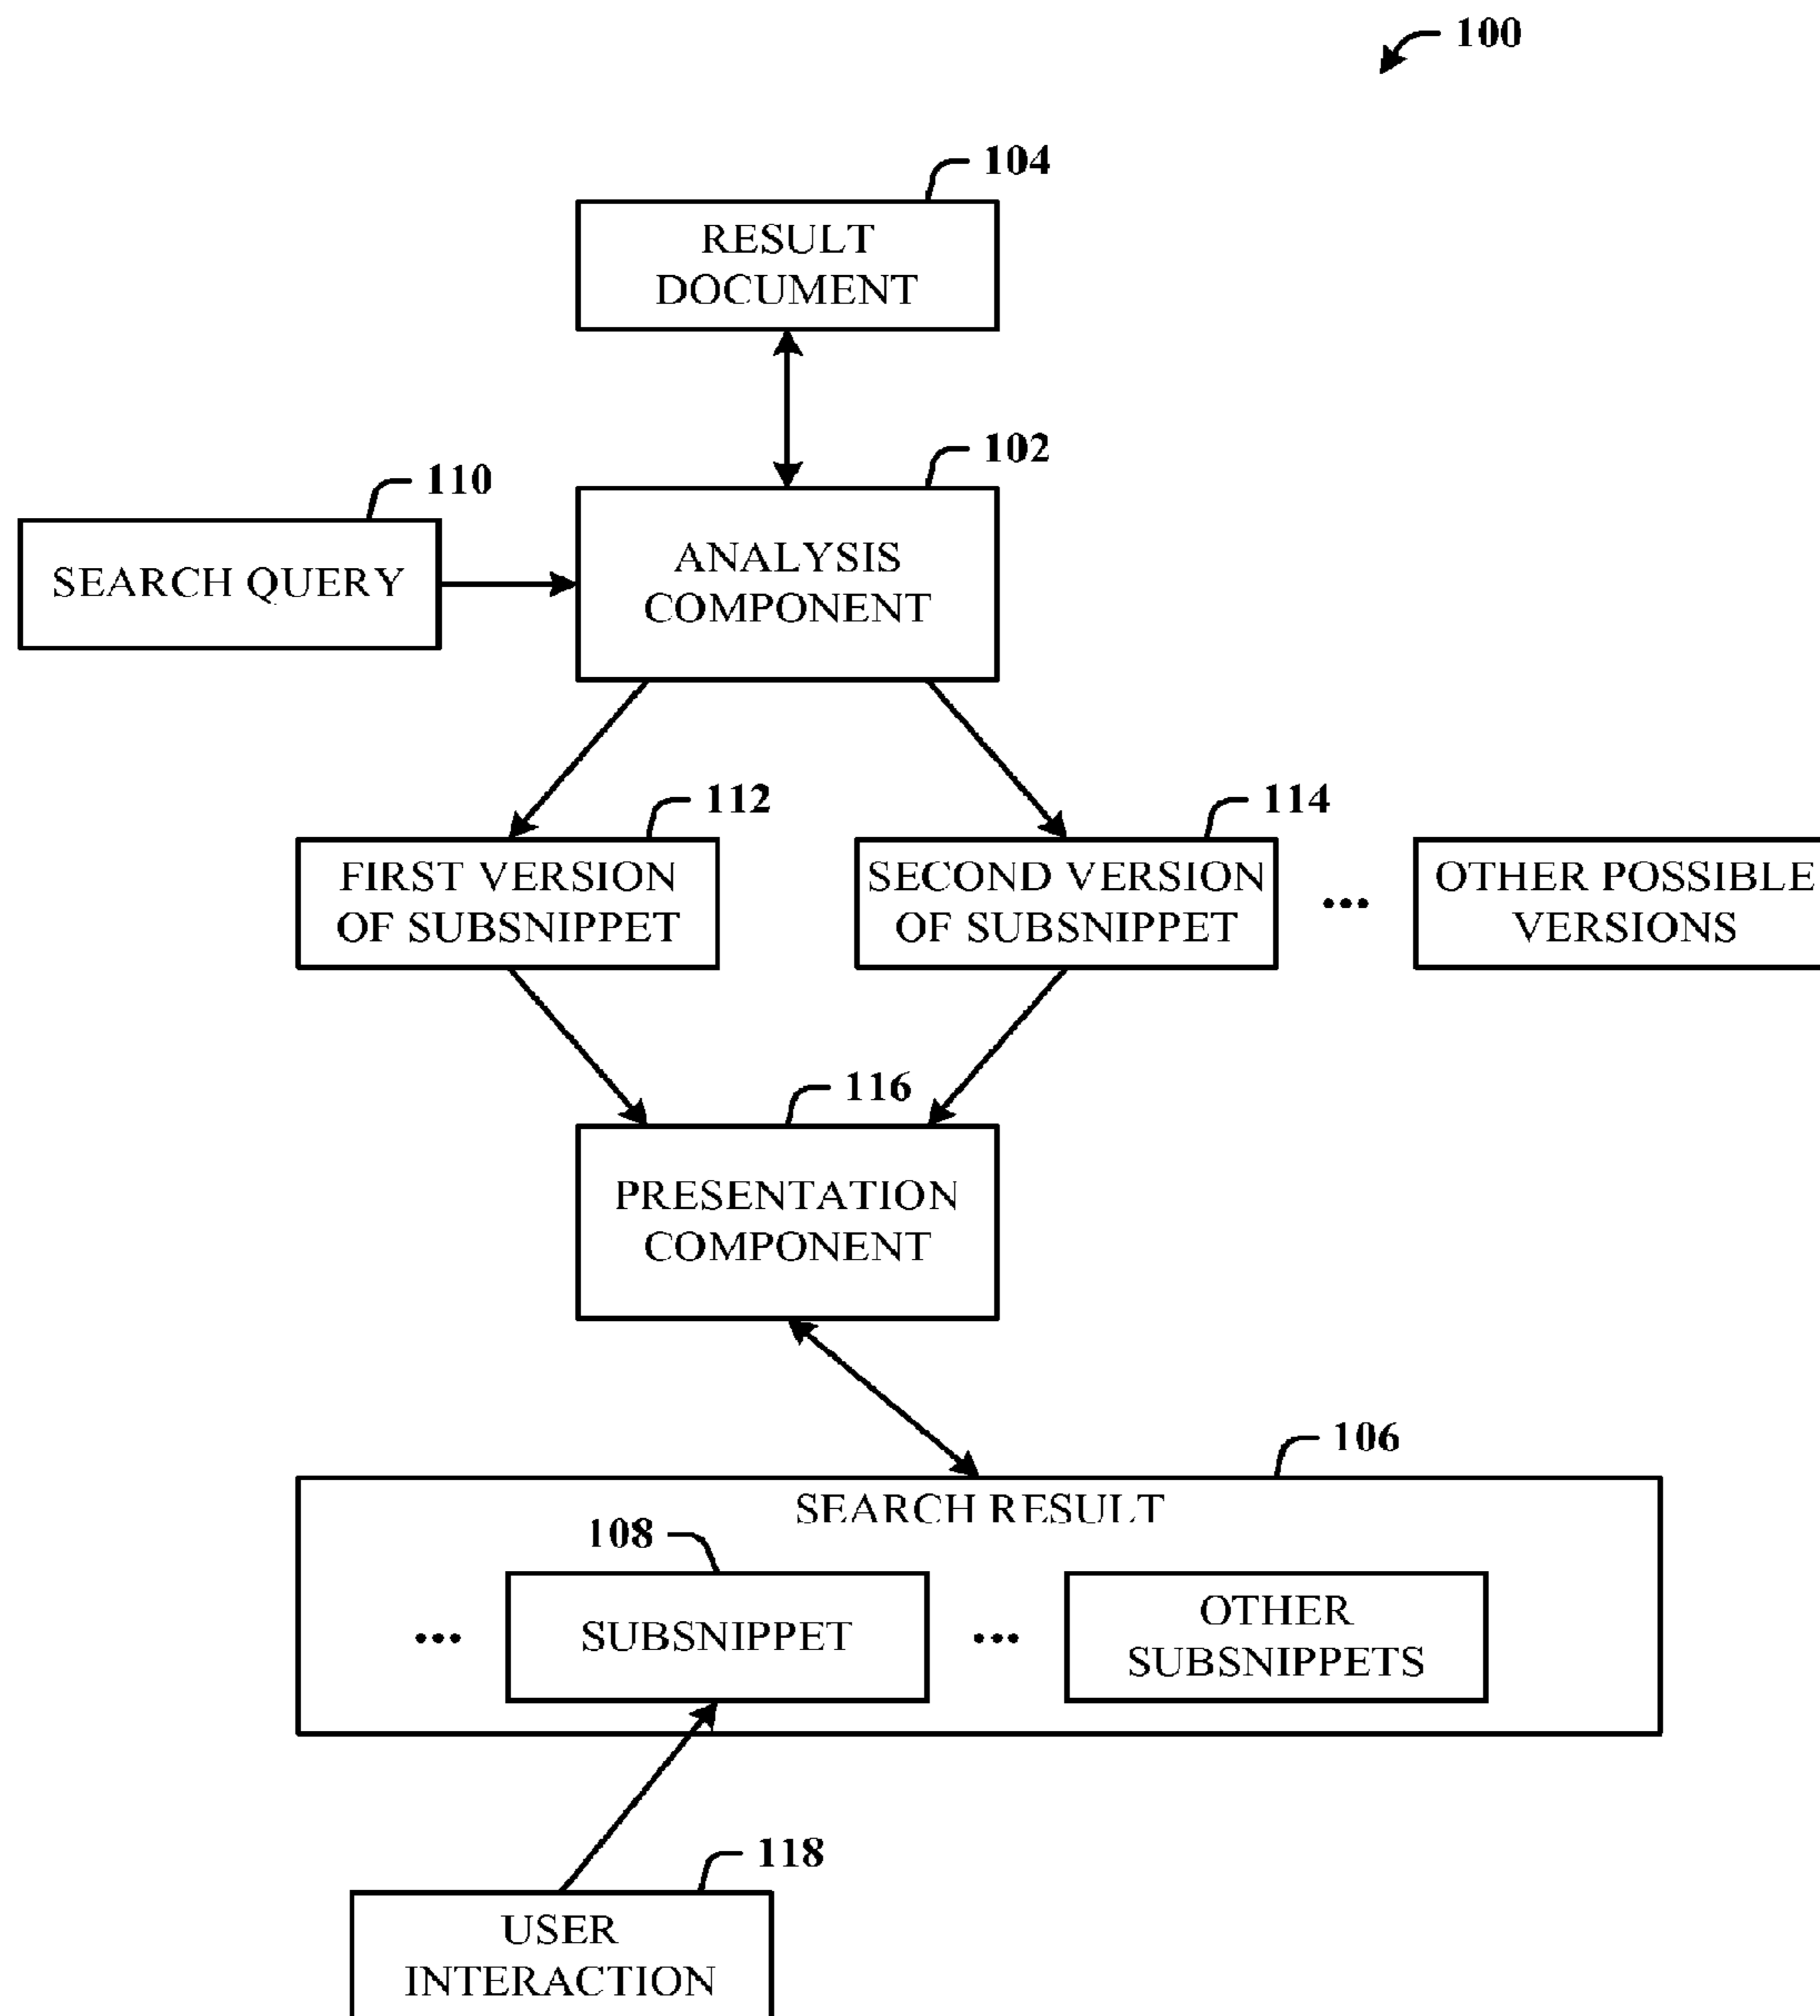 100
104
RESULT
DOCUMENT
102
110
ANALYSIS
COMPONENT
SEARCH QUERY
112
114
FIRST VERSION
OF SUBSNIPPET
SECOND VERSION
OF SUBSNIPPET
...
OTHER POSSIBLE
VERSIONS
116
PRESENTATION
COMPONENT
106
SEARCH RESULT
108
...
SUBSNIPPET
...
OTHER
SUBSNIPPETS
118
USER
INTERACTION